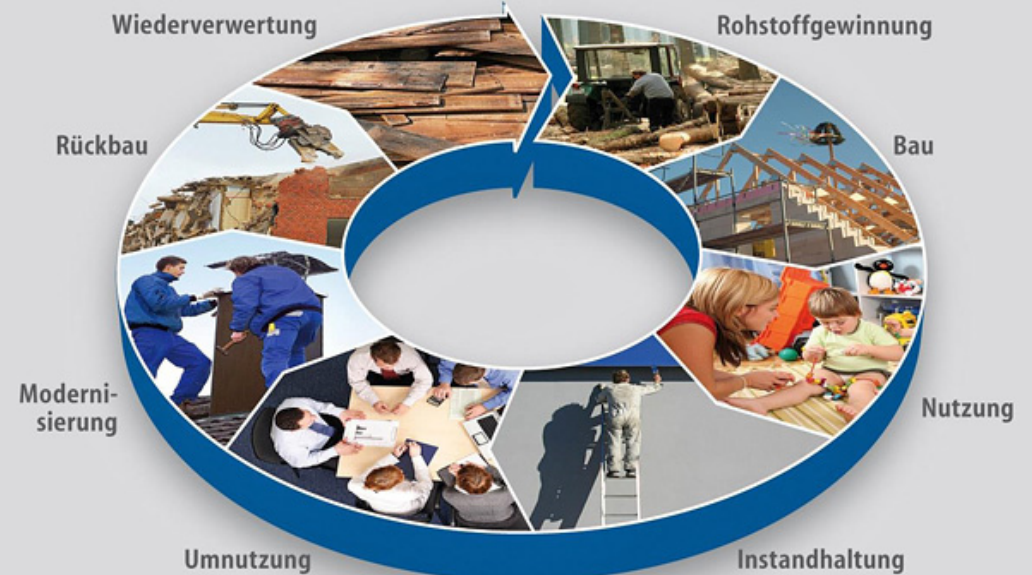 Wiederverwertung
Rohstoffgewinnung
Rückbau
Bau
Moderni-
sierung
Nutzung
Umnutzung
Instandhaltung